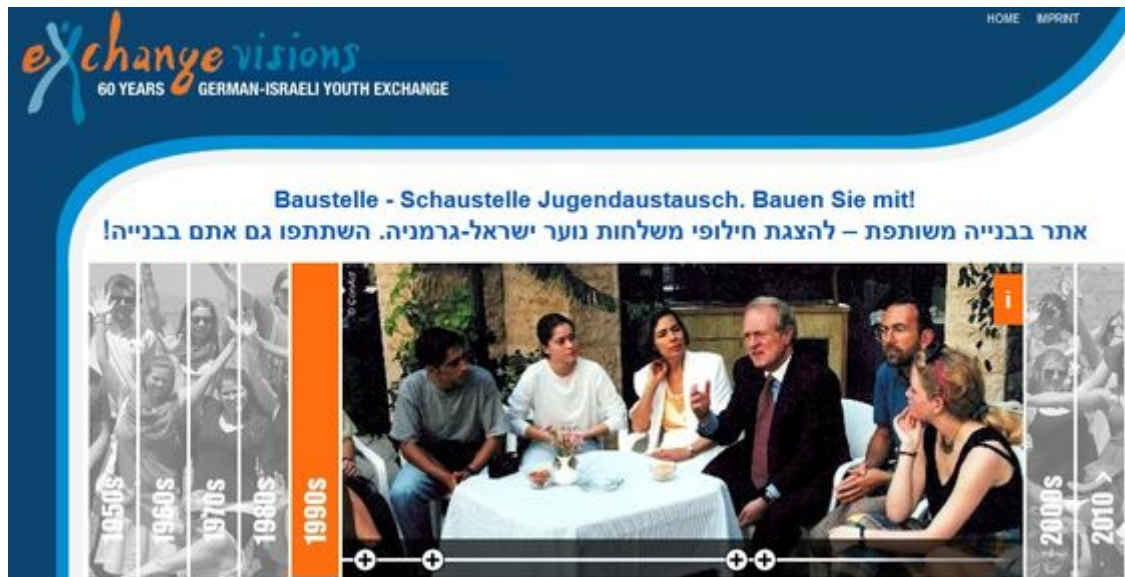 HOME IMPRINT
exchange visions
60 YEARS GERMAN-ISRAELI YOUTH EXCHANGE
Baustelle - Schaustelle Jugendaustausch. Bauen Sie mit!
אתר בבנייה משותפת – להצגת חילופי משלחות נוער ישראל-גרמניה. השתתפו גם אתם בבנייה!
© ConAct
i
1950s
1960s
1970s
1980s
1990s
2000s
2010 >